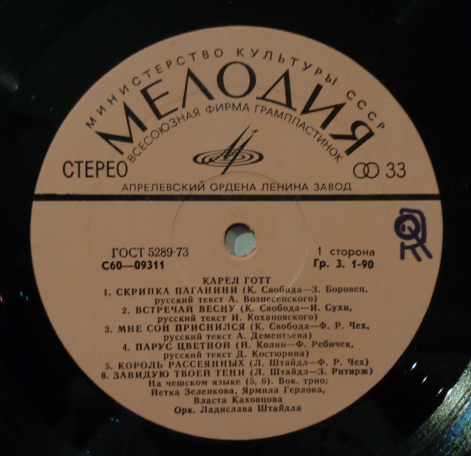 МИНИСТЕРСТВО КУЛЬТУРЫ СССР
МЕЛОДИЯ
ВСЕСОЮЗНАЯ ФИРМА ГРАМПЛАСТИНОК
СТЕРЕО
33
АПРЕЛЕВСКИЙ ОРДЕНА ЛЕНИНА ЗАВОД
ГОСТ 5289-73
С60—09311
1 сторона
Гр. 3. 1-90
КАРЕЛ ГОТТ
1. СКРИПКА ПАГАНИНИ (К. Свобода—З. Боровец,
русский текст А. Вознесенского)
2. ВСТРЕЧАЙ ВЕСНУ (К. Свобода—И. Сухи,
русский текст И. Кохановского)
3. МНЕ СОН ПРИСНИЛСЯ (К. Свобода—Ф. Р. Чех,
русский текст А. Дементьева)
4. ПАРУС ЦВЕТНОЙ (И. Колин—Ф. Ребичек,
русский текст Д. Костюрина)
5. КОРОЛЬ РАССЕЯННЫХ (Л. Штайдл—Ф. Р. Чех)
6. ЗАВИДУЮ ТВОЕЙ ТЕНИ (Л. Штайдл—З. Ритирж)
На чешском языке (5, 6). Вок. трио:
Йетка Зеленкова, Ярмила Герлова,
Власта Каховцова
Орк. Ладислава Штайдла